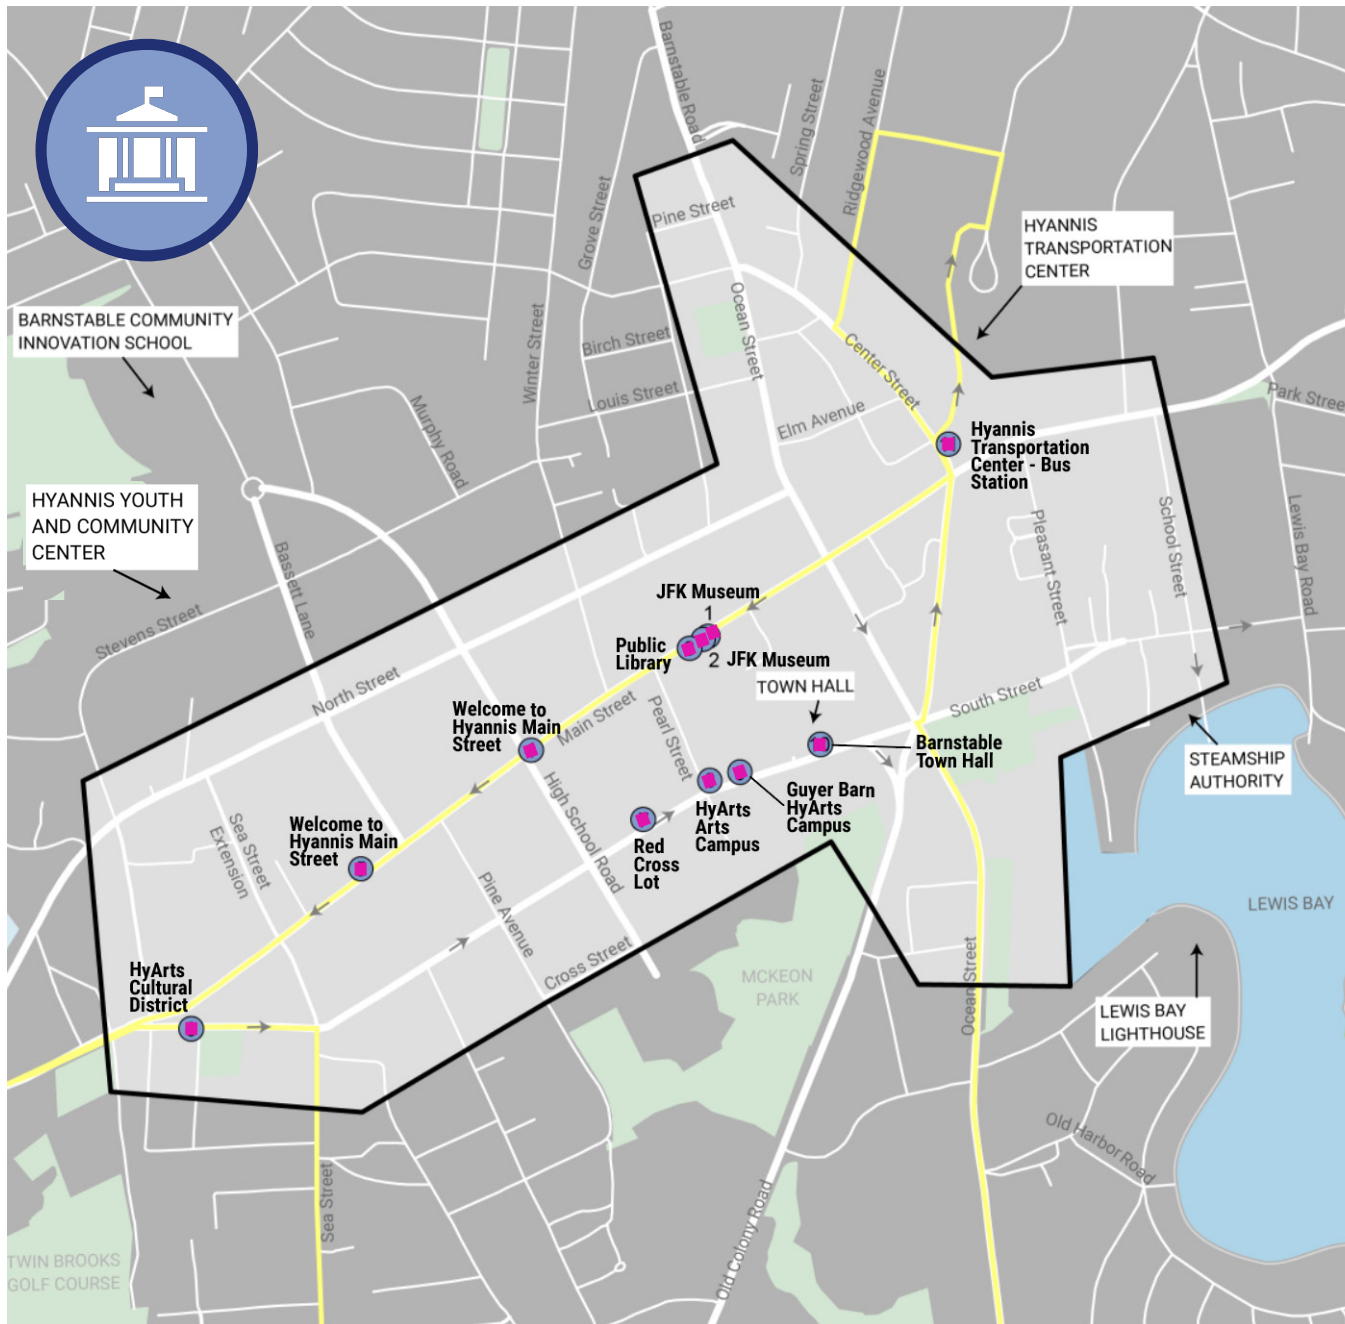 Barnstable Road
Spring Street
Ridgewood Avenue
Grove Street
Pine Street
HYANNIS
TRANSPORTATION
CENTER
Ocean Street
BARNSTABLE COMMUNITY
INNOVATION SCHOOL
Winter Street
Birch Street
Center Street
Louis Street
Murphy Road
Elm Avenue
Park Stree
Hyannis
Transportation
Center - Bus
Station
HYANNIS YOUTH
AND COMMUNITY
CENTER
Bassett Lane
Pleasant Street
School Street
Lewis Bay Road
Stevens Street
JFK Museum
1
Public
Library
2
JFK Museum
TOWN HALL
North Street
Welcome to
Hyannis Main
Street
Main Street
Pearl Street
South Street
Barnstable
Town Hall
STEAMSHIP
AUTHORITY
High School Road
Guyer Barn
HyArts
Campus
HyArts
Arts
Campus
Red
Cross
Lot
Sea Street
Extension
Welcome to
Hyannis Main
Street
Pine Avenue
Cross Street
LEWIS BAY
HyArts
Cultural
District
MCKEON
PARK
Ocean Street
LEWIS BAY
LIGHTHOUSE
Old Harbor Road
Sea Street
Old Colony Road
TWIN BROOKS
GOLF COURSE